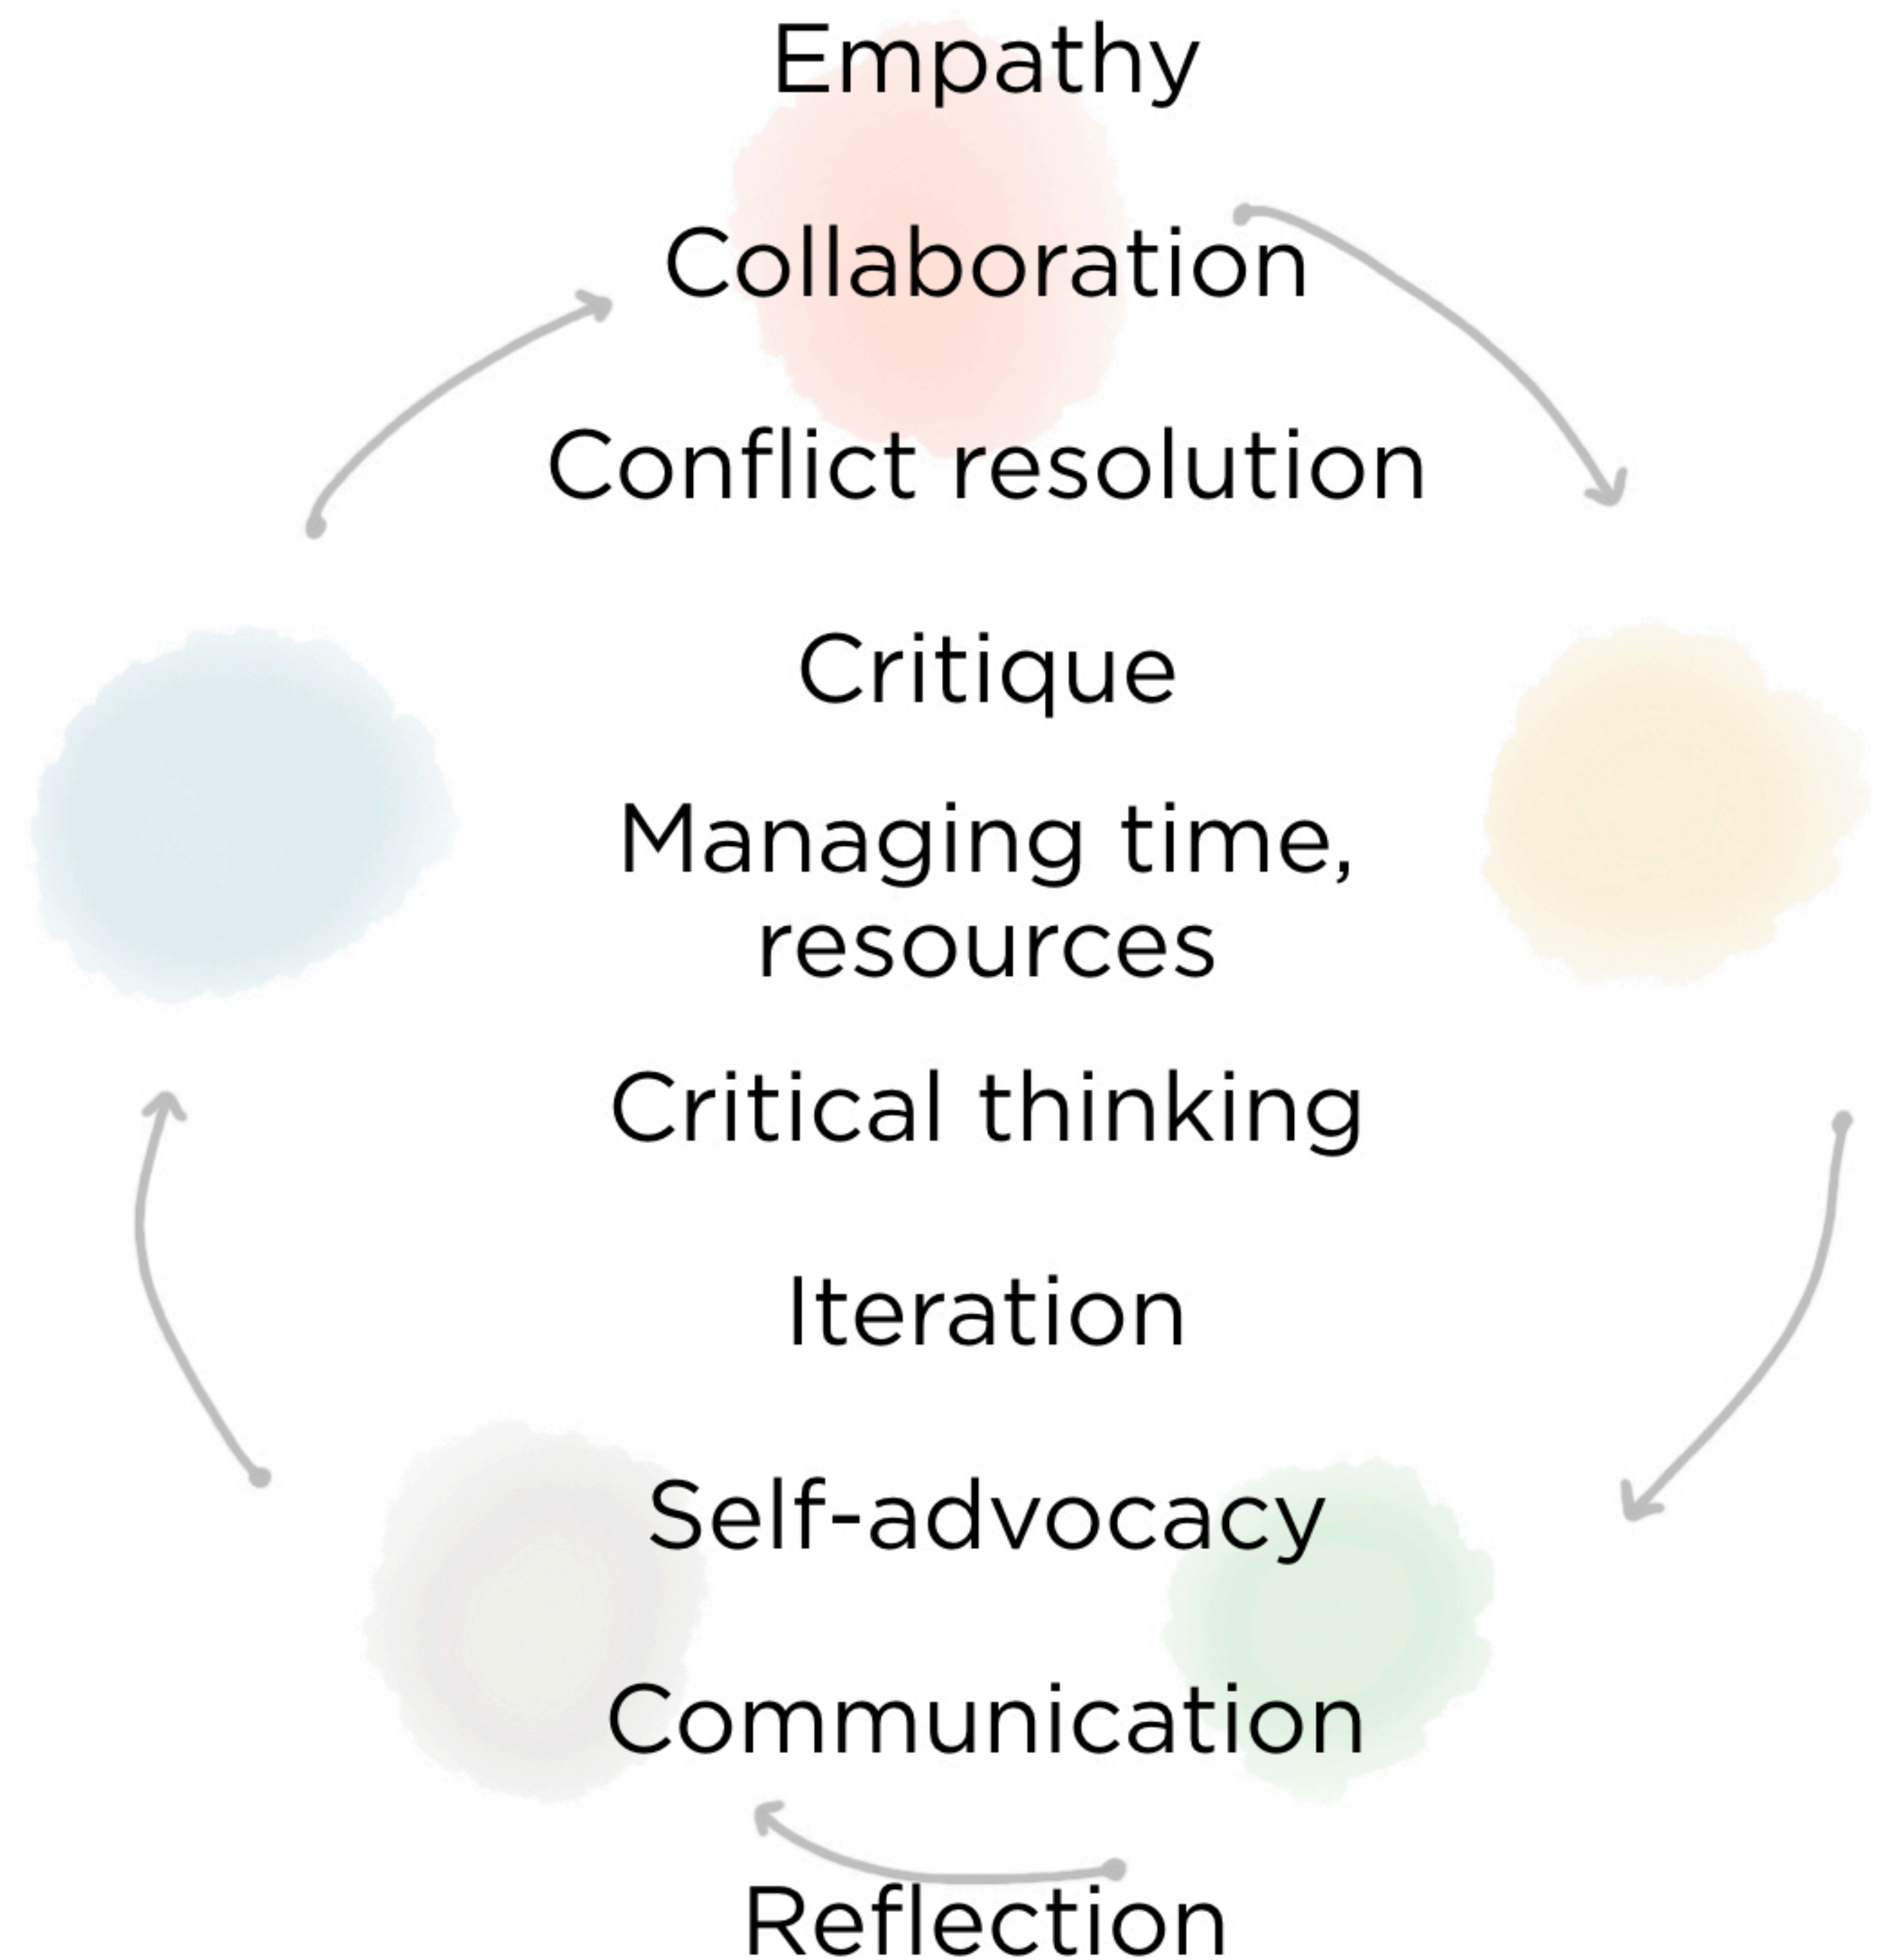 Empathy
Collaboration
Conflict resolution
Critique
Managing time,
resources
Critical thinking
Iteration
Self-advocacy
Communication
Reflection